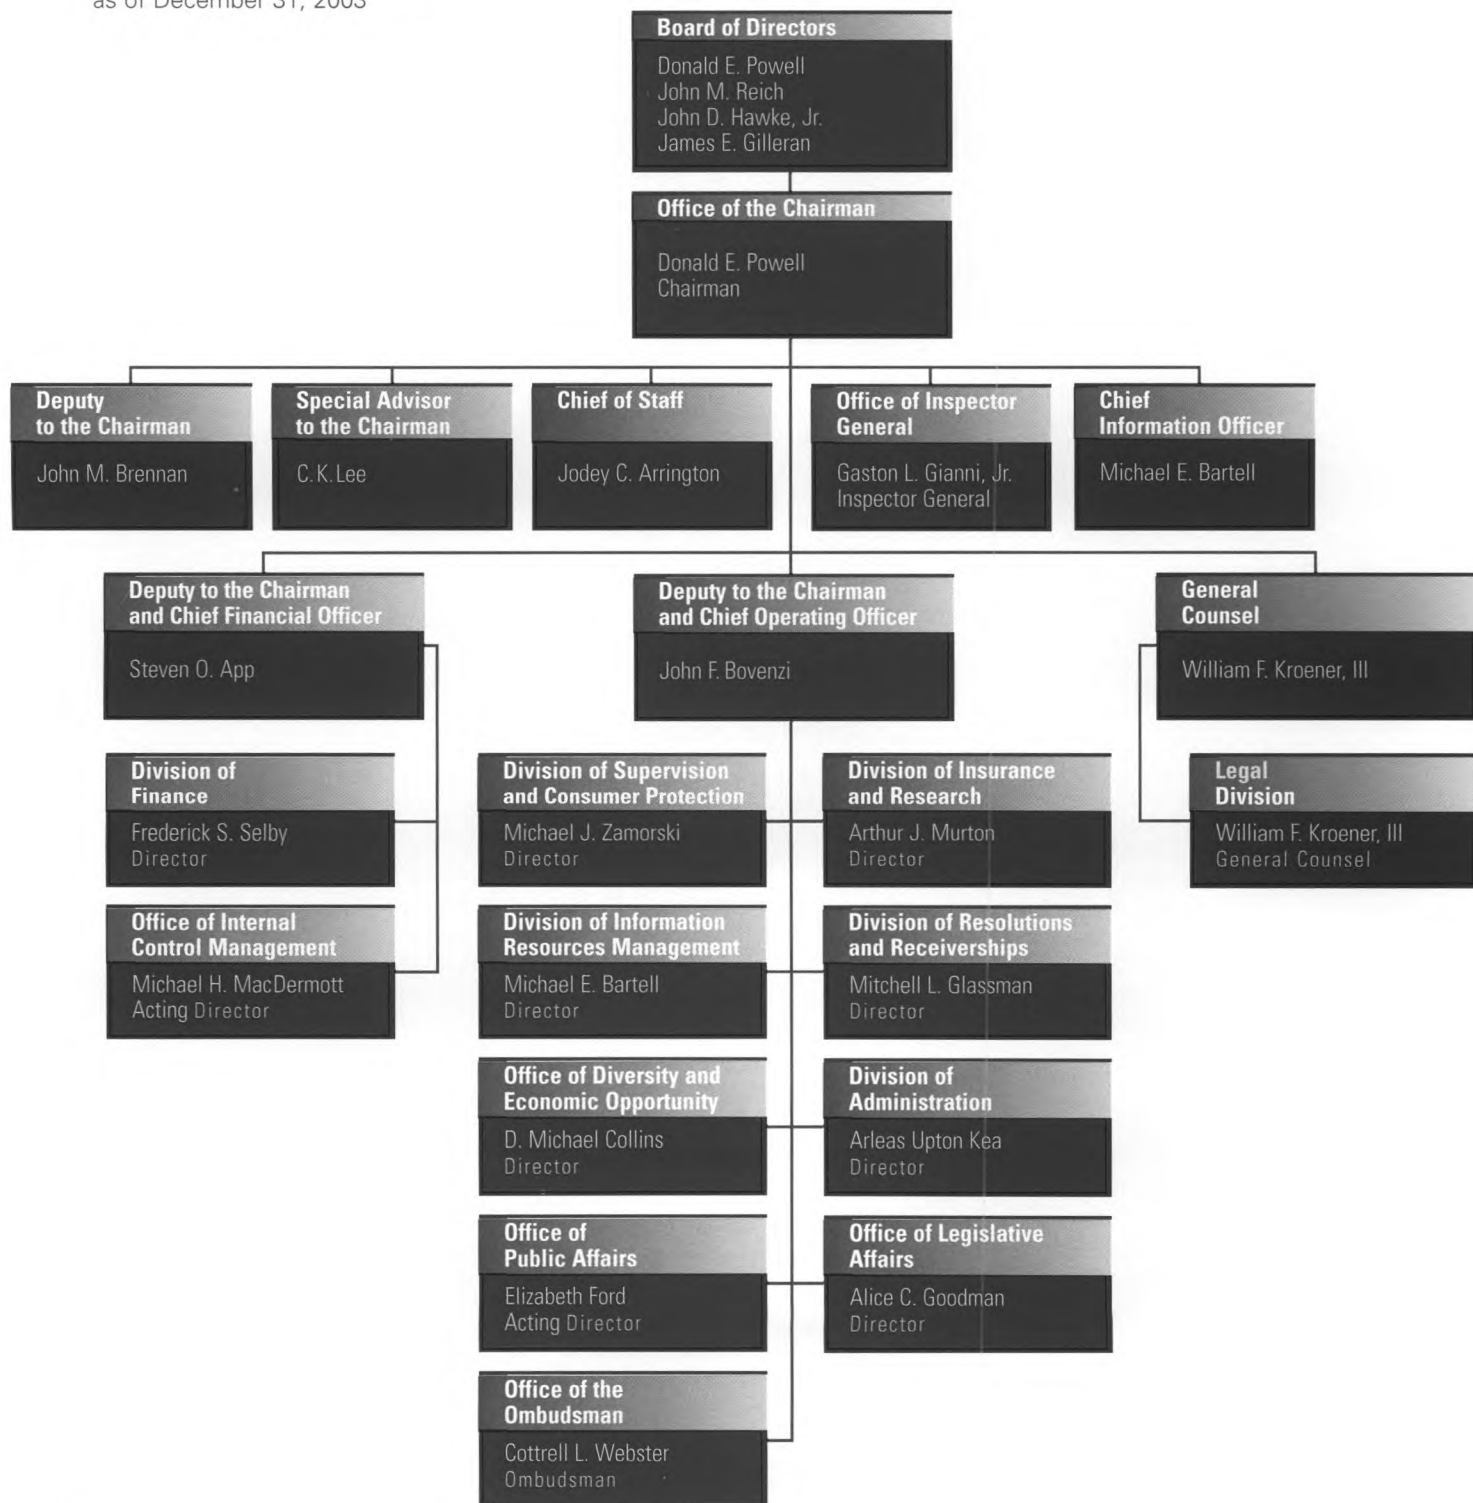 as of December 31, 2003
Board of Directors
Donald E. Powell
John M. Reich
John D. Hawke, Jr.
James E. Gilleran
Office of the Chairman
Donald E. Powell
Chairman
Deputy
to the Chairman
John M. Brennan
Special Advisor
to the Chairman
C.K. Lee
Chief of Staff
Jodey C. Arrington
Office of Inspector
General
Gaston L. Gianni, Jr.
Inspector General
Chief
Information Officer
Michael E. Bartell
Deputy to the Chairman
and Chief Financial Officer
Steven O. App
Deputy to the Chairman
and Chief Operating Officer
John F. Bovenzi
General
Counsel
William F. Kroener, III
Division of
Finance
Frederick S. Selby
Director
Division of Supervision
and Consumer Protection
Michael J. Zamorski
Director
Division of Insurance
and Research
Arthur J. Murton
Director
Legal
Division
William F. Kroener, III
General Counsel
Office of Internal
Control Management
Michael H. MacDermott
Acting Director
Division of Information
Resources Management
Michael E. Bartell
Director
Division of Resolutions
and Receiverships
Mitchell L. Glassman
Director
Office of Diversity and
Economic Opportunity
D. Michael Collins
Director
Division of
Administration
Arleas Upton Kea
Director
Office of
Public Affairs
Elizabeth Ford
Acting Director
Office of Legislative
Affairs
Alice C. Goodman
Director
Office of the
Ombudsman
Cottrell L. Webster
Ombudsman